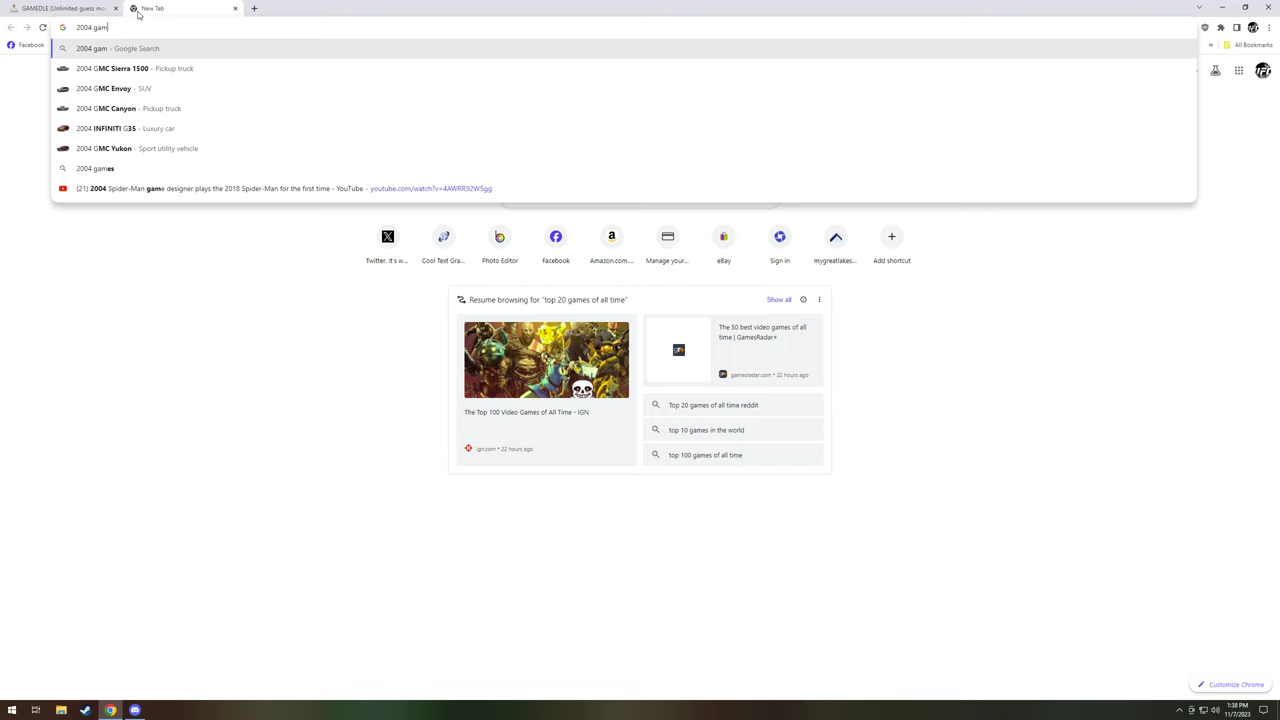 GAMEDLE (Unlimited guess mo
New Tab
2004 gam
Facebook
All Bookmarks
2004 gam - Google Search
2004 GMC Sierra 1500 - Pickup truck
2004 GMC Envoy - SUV
2004 GMC Canyon - Pickup truck
2004 INFINITI G35 - Luxury car
2004 GMC Yukon - Sport utility vehicle
2004 games
(21) 2004 Spider-Man game designer plays the 2018 Spider-Man for the first time - YouTube - youtube.com/watch?v=4AWRR92W5gg
Twitter. It's w...
Cool Text Gra...
Photo Editor
Facebook
Amazon.com....
Manage your...
eBay
Sign in
mygreatlakes...
Add shortcut
Resume browsing for "top 20 games of all time"
Show all
The Top 100 Video Games of All Time - IGN
ign.com • 22 hours ago
The 50 best video games of all
time | GamesRadar+
gamesradar.com • 22 hours ago
Top 20 games of all time reddit
top 10 games in the world
top 100 games of all time
Customize Chrome
1:38 PM
11/7/2023